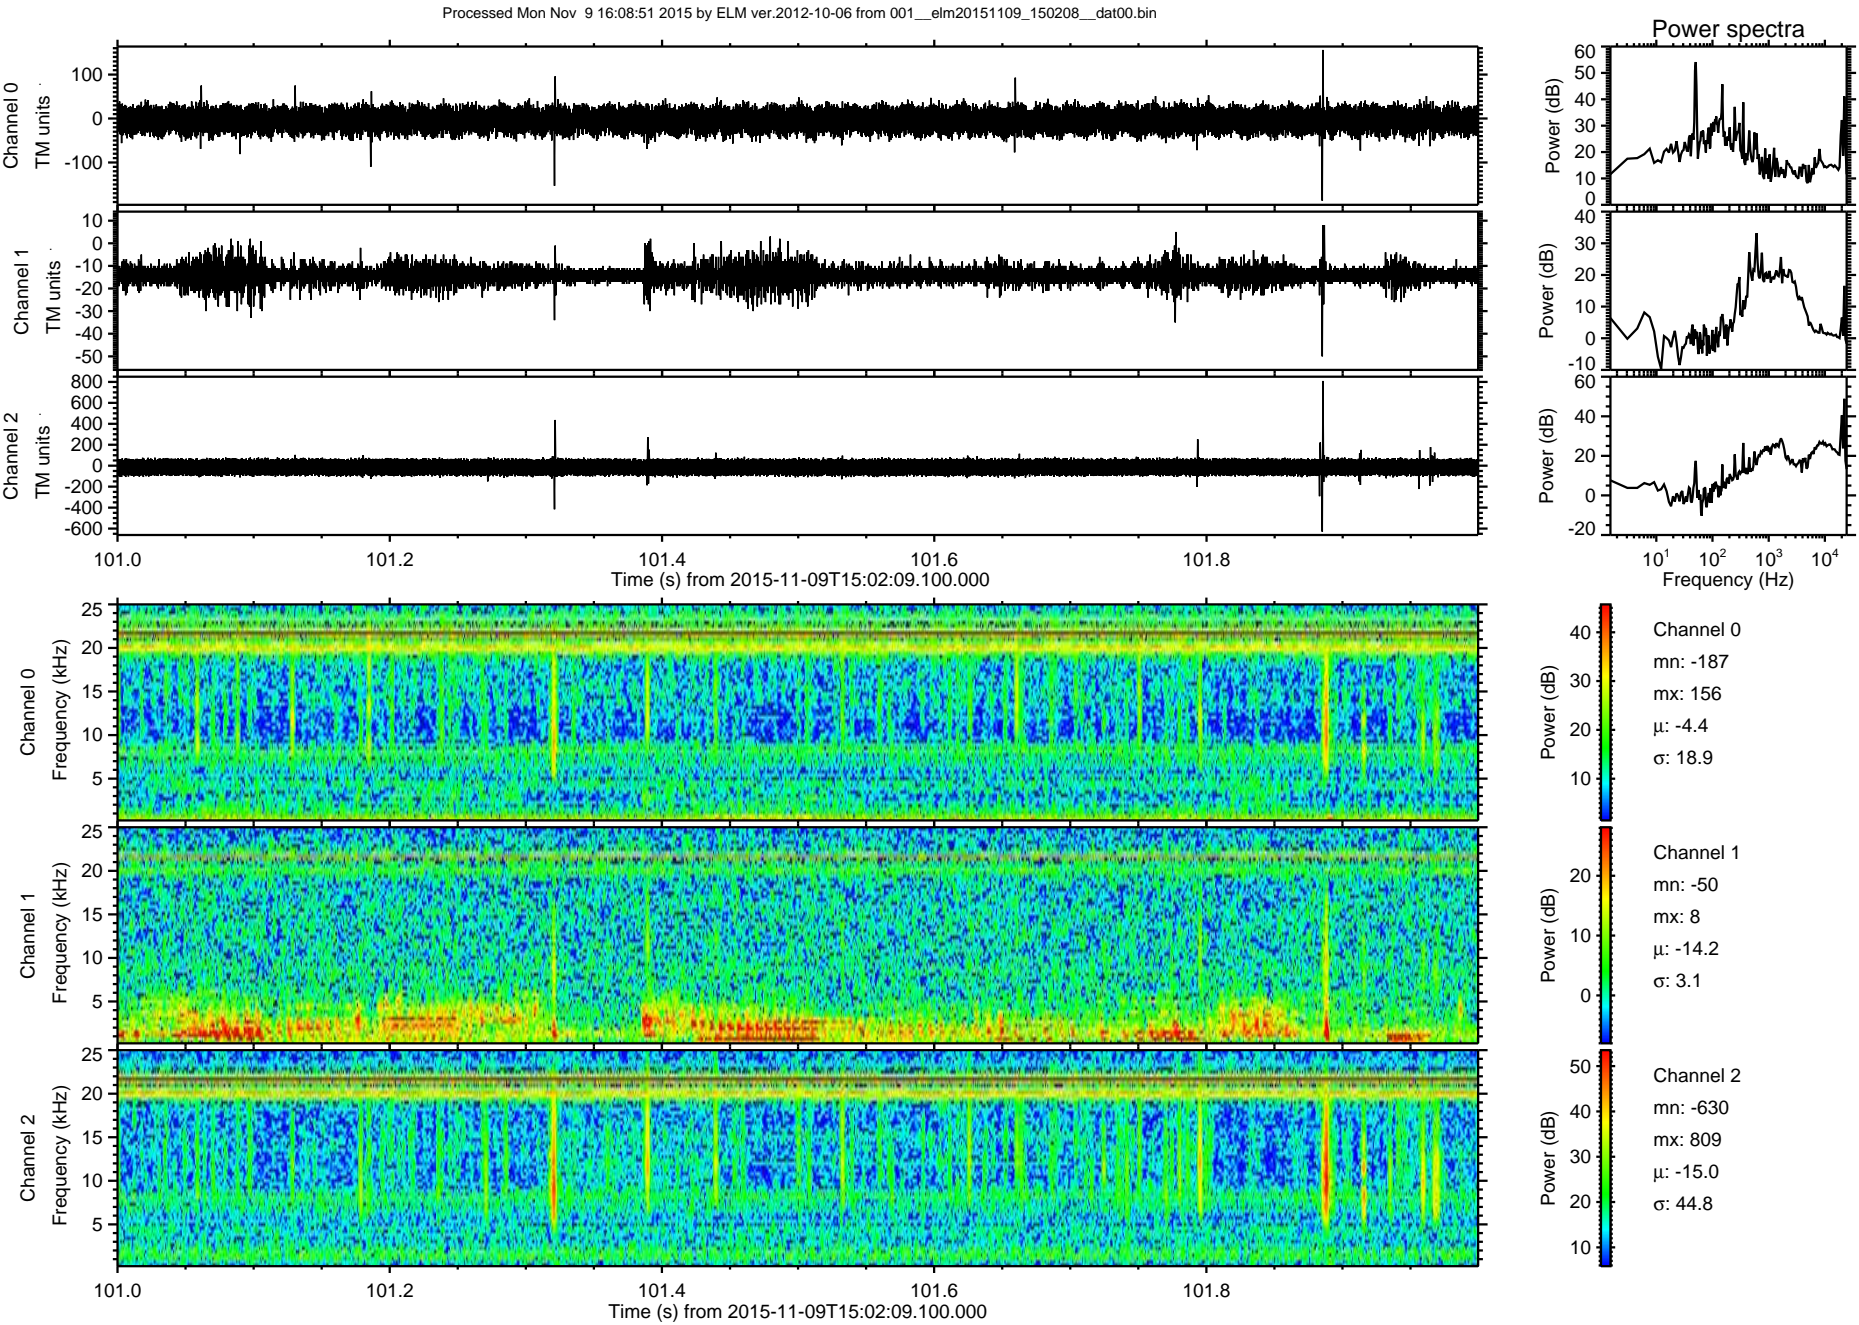 Processed Mon Nov  9 16:08:51 2015 by ELM ver.2012-10-06 from 001__elm20151109_150208__dat00.bin
Power spectra
Channel 0
TM units
100
0
-100
Power (dB)
60
50
40
30
20
10
0
Channel 1
TM units
10
0
-10
-20
-30
-40
-50
Power (dB)
40
30
20
10
0
-10
Channel 2
TM units
800
600
400
200
0
-200
-400
-600
Power (dB)
60
40
20
0
-20
101.0 101.2 101.4 101.6 101.8
Time (s) from 2015-11-09T15:02:09.100.000
10¹ 10² 10³ 10⁴
Frequency (Hz)
Channel 0
Frequency (kHz)
25
20
15
10
5
Power (dB)
40
30
20
10
Channel 0
mn: -187
mx: 156
μ: -4.4
σ: 18.9
Channel 1
Frequency (kHz)
25
20
15
10
5
Power (dB)
20
10
0
Channel 1
mn: -50
mx: 8
μ: -14.2
σ: 3.1
Channel 2
Frequency (kHz)
25
20
15
10
5
Power (dB)
50
40
30
20
10
Channel 2
mn: -630
mx: 809
μ: -15.0
σ: 44.8
101.0 101.2 101.4 101.6 101.8
Time (s) from 2015-11-09T15:02:09.100.000